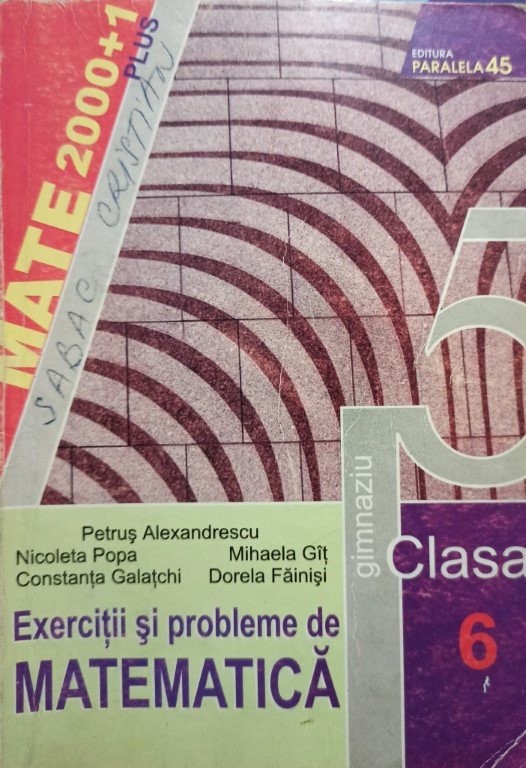 MATE 2000+1
PLUS
SABAC CRISTIAN
EDITURA
PARALELA 45
5
gimnaziu
Petruş Alexandrescu
Nicoleta Popa Mihaela Gîţ
Constanţa Galaţchi Dorela Făinişi
Clasa
6
Exerciţii şi probleme de
MATEMATICĂ